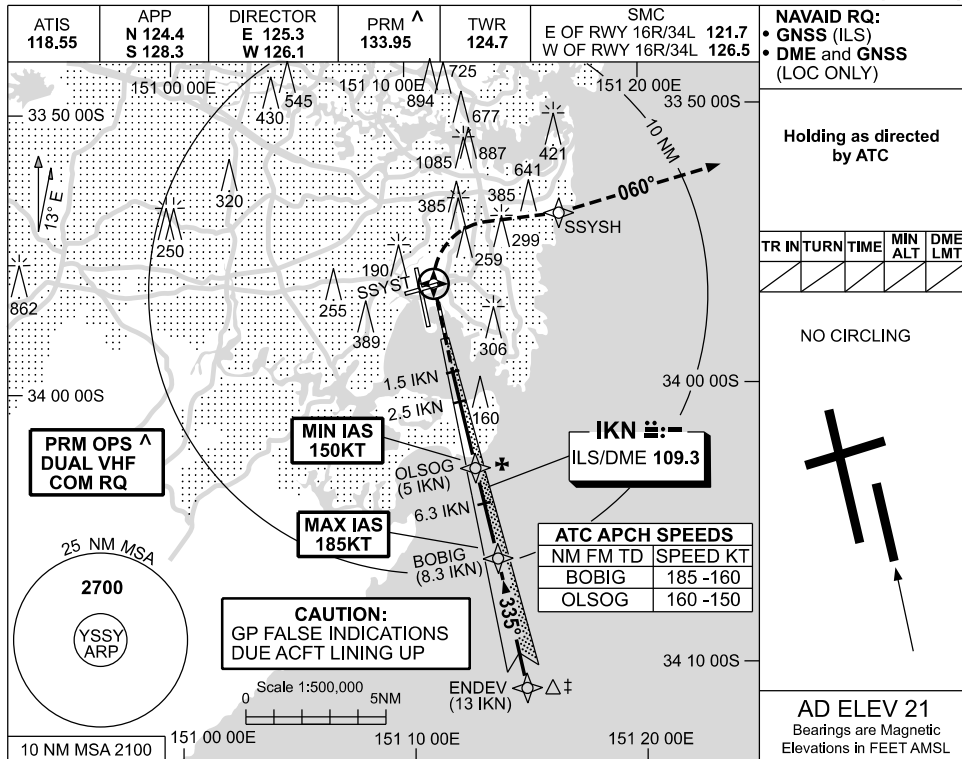 ATIS
118.55
APP
N 124.4
S 128.3
DIRECTOR
E 125.3
W 126.1
PRM ^
133.95
TWR
124.7
SMC
E OF RWY 16R/34L 121.7
W OF RWY 16R/34L 126.5
NAVAID RQ:
• GNSS (ILS)
• DME and GNSS
(LOC ONLY)
151 00 00E
151 10 00E
151 20 00E
33 50 00S
33 50 00S
545
430
725
894
677
1085
887
421
10 NM
13° E
320
250
641
385
385
060°
SSYSH
299
259
190
SSYST
862
255
389
306
34 00 00S
34 00 00S
1.5 IKN
2.5 IKN
160
MIN IAS
150KT
OLSOG
(5 IKN)
IKN
ILS/DME 109.3
PRM OPS ^
DUAL VHF
COM RQ
6.3 IKN
MAX IAS
185KT
BOBIG
(8.3 IKN)
ATC APCH SPEEDS
NM FM TD SPEED KT
BOBIG 185 -160
OLSOG 160 -150
335°
25 NM MSA
2700
YSSY
ARP
CAUTION:
GP FALSE INDICATIONS
DUE ACFT LINING UP
34 10 00S
Scale 1:500,000
0 5NM
ENDEV
(13 IKN)
‡
10 NM MSA 2100
151 00 00E
151 10 00E
151 20 00E
Holding as directed
by ATC
TR IN TURN TIME MIN ALT DME LMT
NO CIRCLING
AD ELEV 21
Bearings are Magnetic
Elevations in FEET AMSL